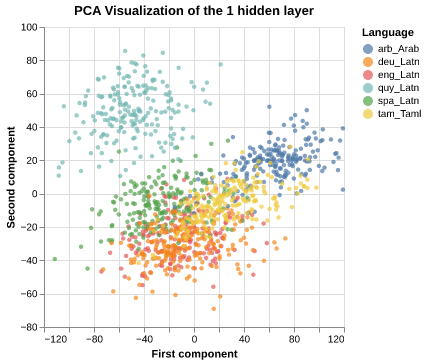 PCA Visualization of the 1 hidden layer
Language
arb_Arab
deu_Latn
eng_Latn
quy_Latn
spa_Latn
tam_Taml
Second component
100
80
60
40
20
0
−20
−40
−60
−80
−120 −80 −40 0 40 80 120
First component